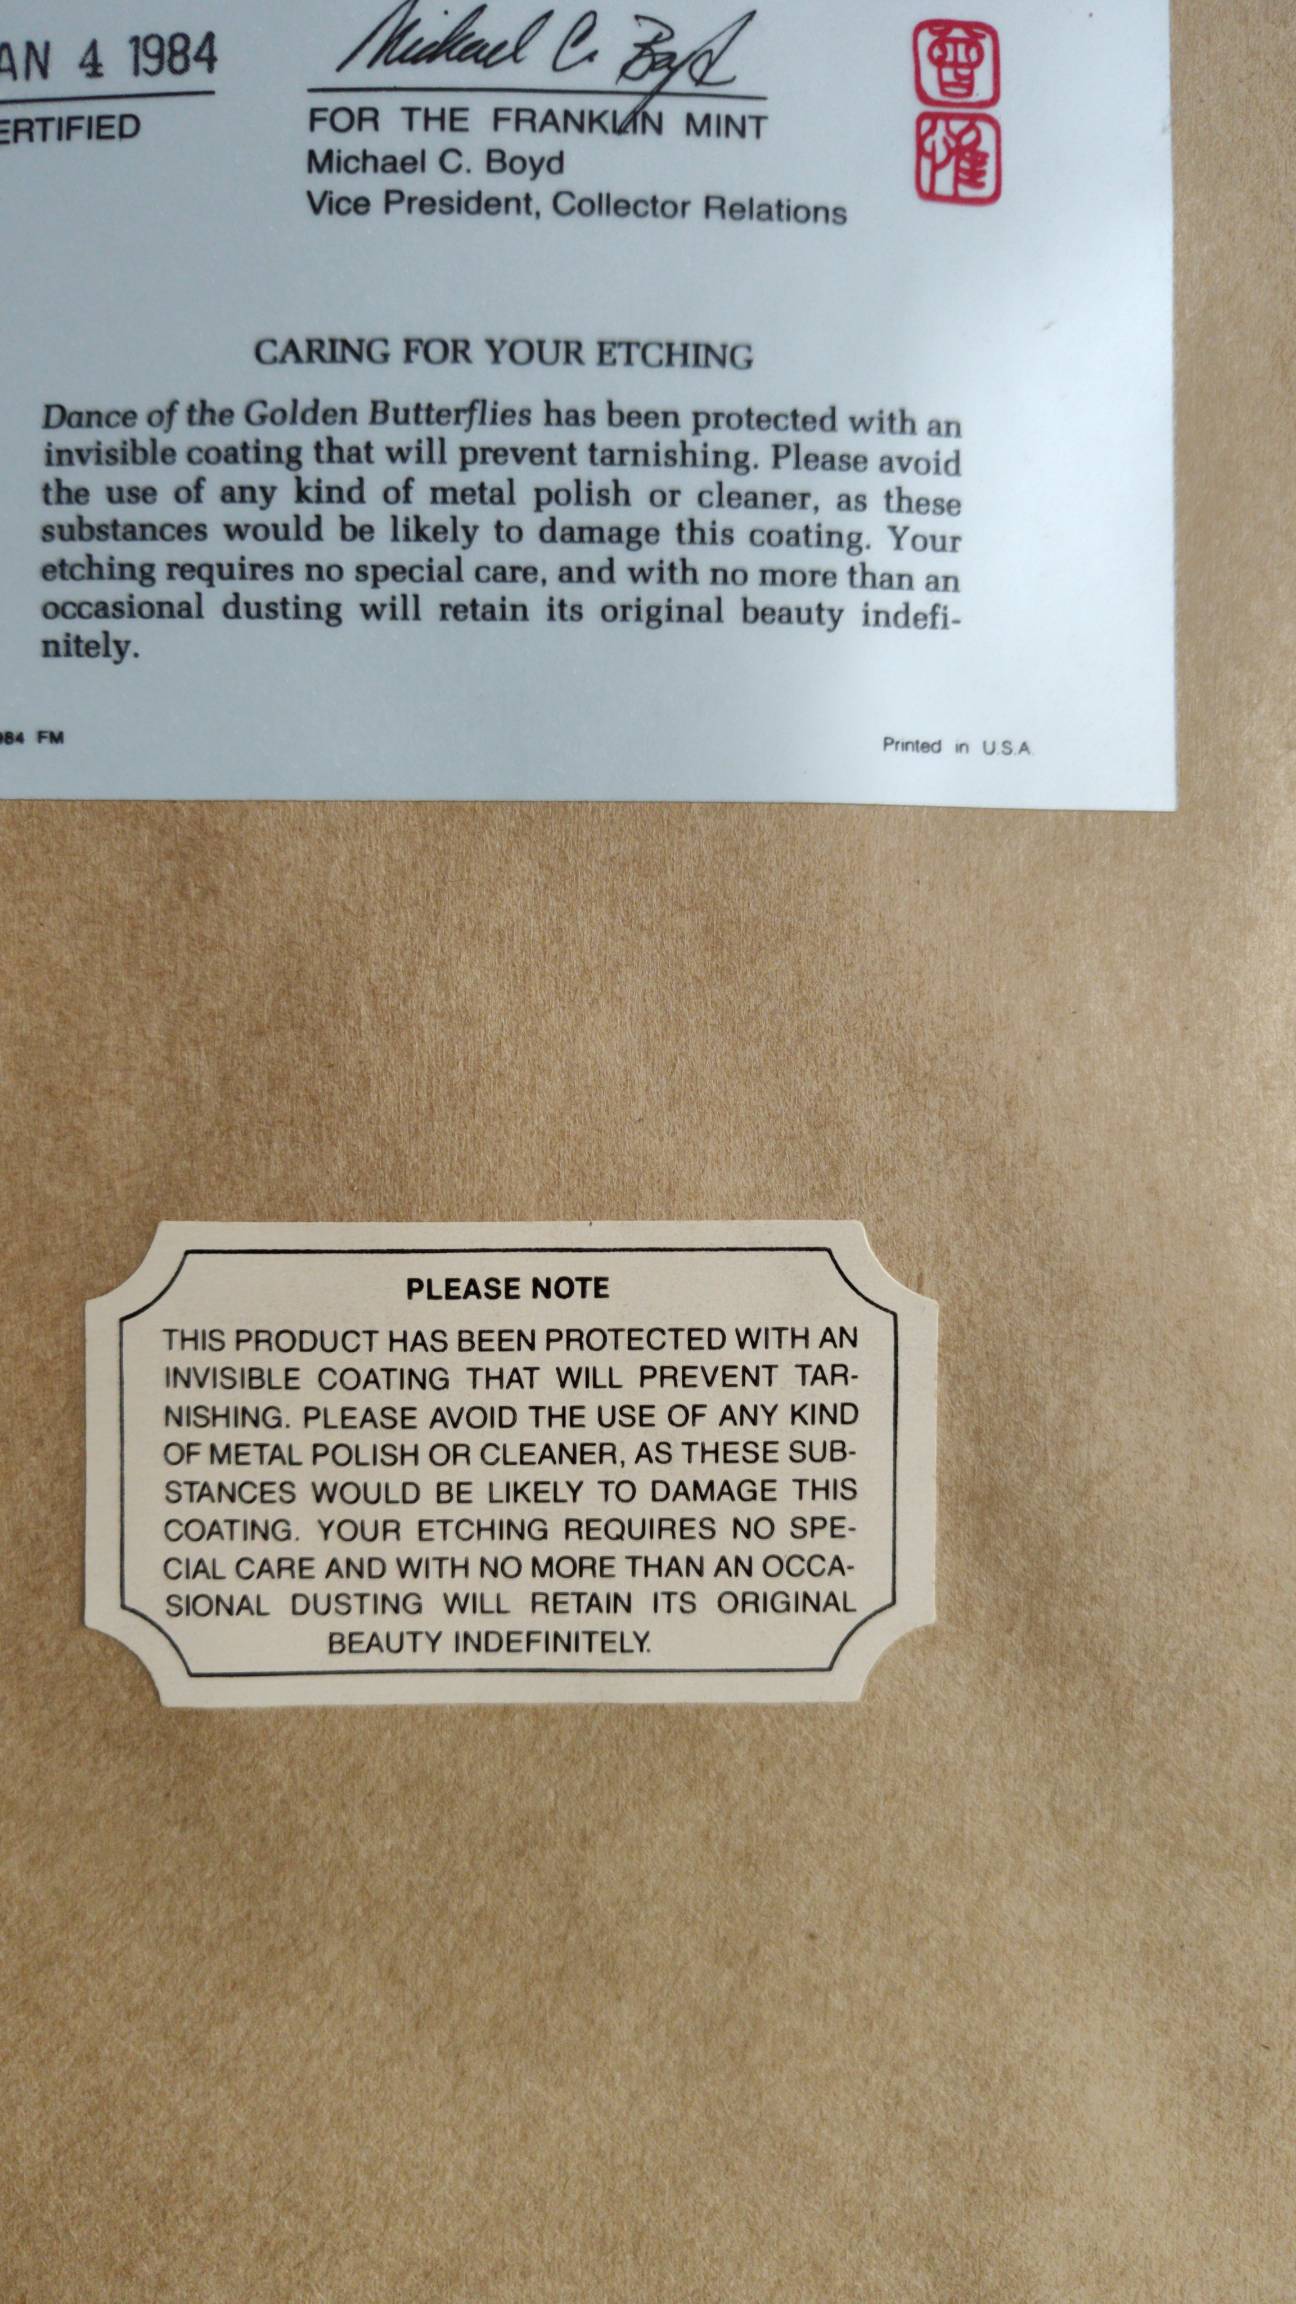 AN 4 1984
Michael C. Boyd
ERTIFIED
FOR THE FRANKLIN MINT
Michael C. Boyd
Vice President, Collector Relations
CARING FOR YOUR ETCHING
Dance of the Golden Butterflies has been protected with an
invisible coating that will prevent tarnishing. Please avoid
the use of any kind of metal polish or cleaner, as these
substances would be likely to damage this coating. Your
etching requires no special care, and with no more than an
occasional dusting will retain its original beauty indefi-
nitely.
984 FM
Printed in U.S.A.
PLEASE NOTE
THIS PRODUCT HAS BEEN PROTECTED WITH AN
INVISIBLE COATING THAT WILL PREVENT TAR-
NISHING. PLEASE AVOID THE USE OF ANY KIND
OF METAL POLISH OR CLEANER, AS THESE SUB-
STANCES WOULD BE LIKELY TO DAMAGE THIS
COATING. YOUR ETCHING REQUIRES NO SPE-
CIAL CARE AND WITH NO MORE THAN AN OCCA-
SIONAL DUSTING WILL RETAIN ITS ORIGINAL
BEAUTY INDEFINITELY.